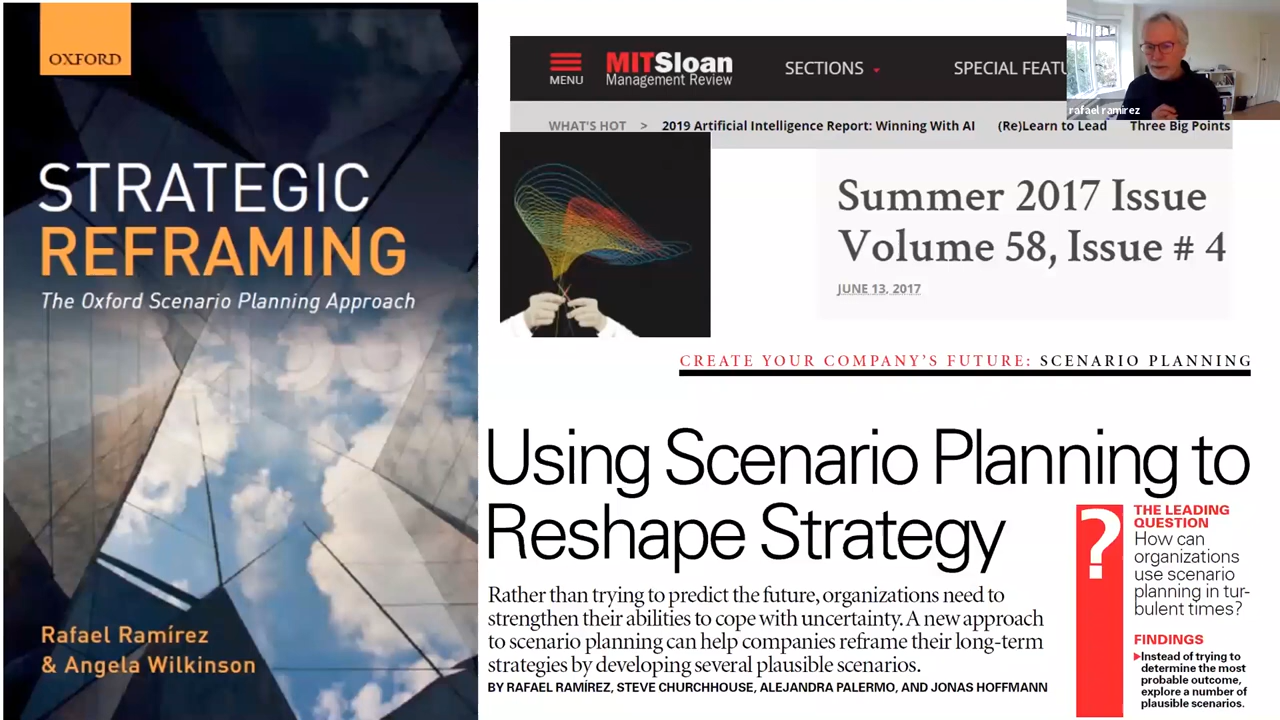 OXFORD
STRATEGIC
REFRAMING
The Oxford Scenario Planning Approach
Rafael Ramírez
& Angela Wilkinson
MENU
MITSloan
Management Review
SECTIONS
SPECIAL FEATU
rafael ramirez
WHAT'S HOT > 2019 Artificial Intelligence Report: Winning With AI (Re)Learn to Lead Three Big Points
Summer 2017 Issue
Volume 58, Issue # 4
JUNE 13, 2017
CREATE YOUR COMPANY'S FUTURE: SCENARIO PLANNING
Using Scenario Planning to
Reshape Strategy
Rather than trying to predict the future, organizations need to
strengthen their abilities to cope with uncertainty. A new approach
to scenario planning can help companies reframe their long-term
strategies by developing several plausible scenarios.
BY RAFAEL RAMÍREZ, STEVE CHURCHHOUSE, ALEJANDRA PALERMO, AND JONAS HOFFMANN
?
THE LEADING
QUESTION
How can
organizations
use scenario
planning in tur-
bulent times?
FINDINGS
▶Instead of trying to
determine the most
probable outcome,
explore a number of
plausible scenarios.